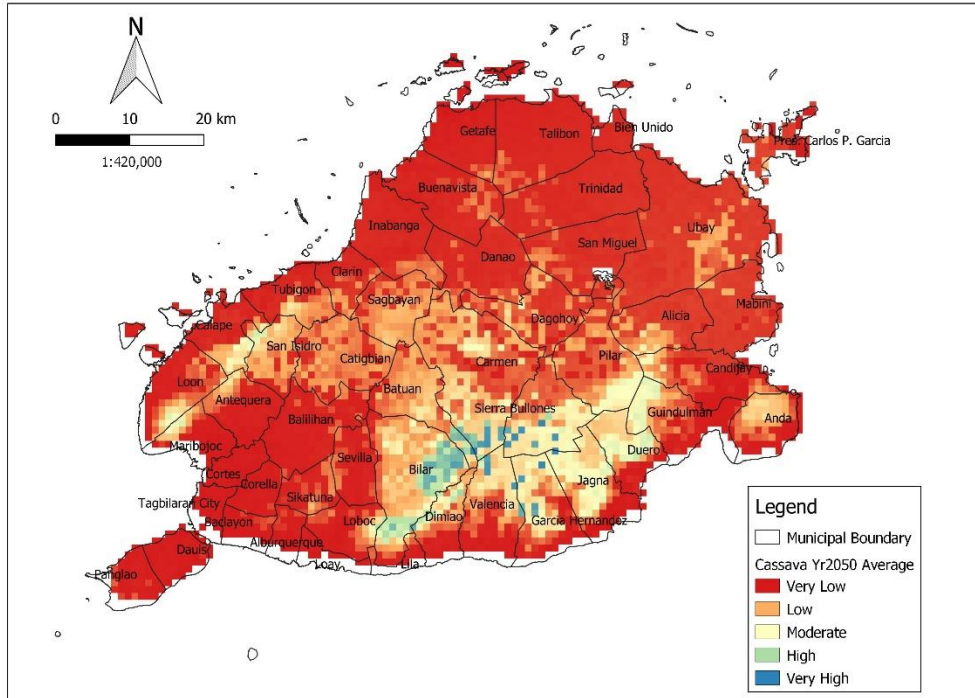 N
0 10 20 km
1:420,000
Getafe
Talibon
Bien Unido
Pres. Carlos P. Garcia
Buenavista
Trinidad
Inabanga
Ubay
San Miguel
Danao
Clarin
Tubigon
Sagbayan
Mabini
Calape
Dagohoy
Alicia
San Isidro
Catigbian
Carmen
Pilar
Candijay
Loon
Batuan
Antequera
Sierra Bullones
Guindulman
Anda
Balilihan
Maribojoc
Duero
Sevilla
Bilar
Cortes
Corella
Jagna
Sikatuna
Tagbilaran City
Valencia
Dimiao
Loboc
Garcia Hernandez
Baclayon
Alburquerque
Dauis
Loay
Lila
Panglao
Legend
Municipal Boundary
Cassava Yr2050 Average
Very Low
Low
Moderate
High
Very High